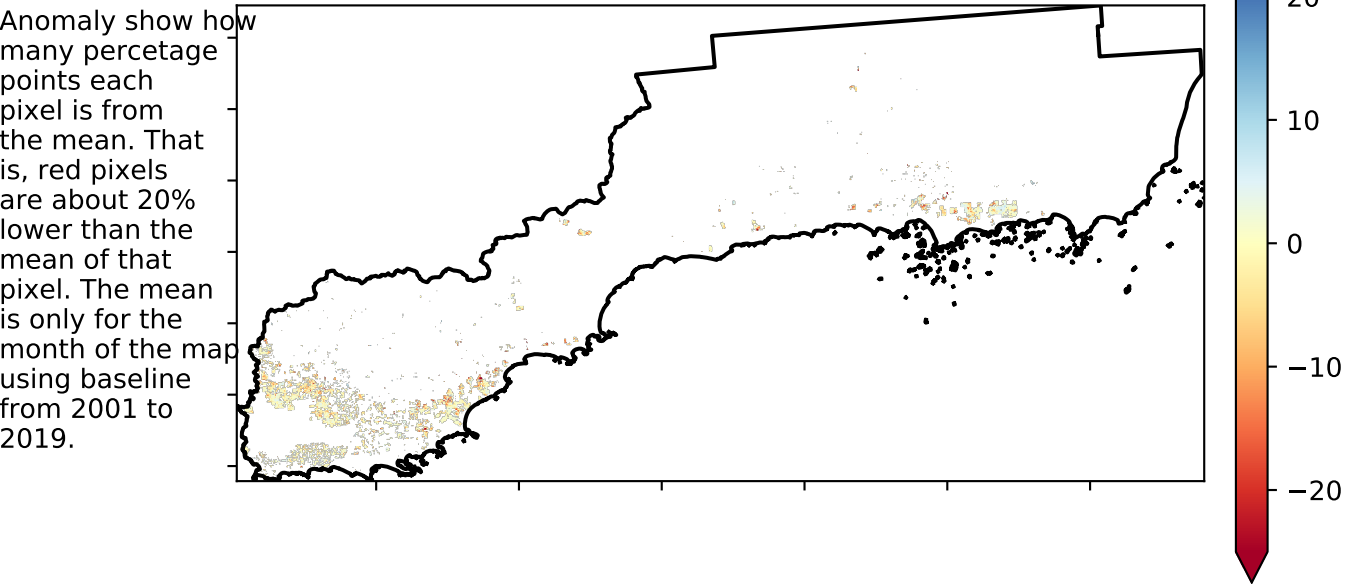 Anomaly show how
many percetage
points each
pixel is from
the mean. That
is, red pixels
are about 20%
lower than the
mean of that
pixel. The mean
is only for the
month of the map
using baseline
from 2001 to
2019.
20
10
0
−10
−20